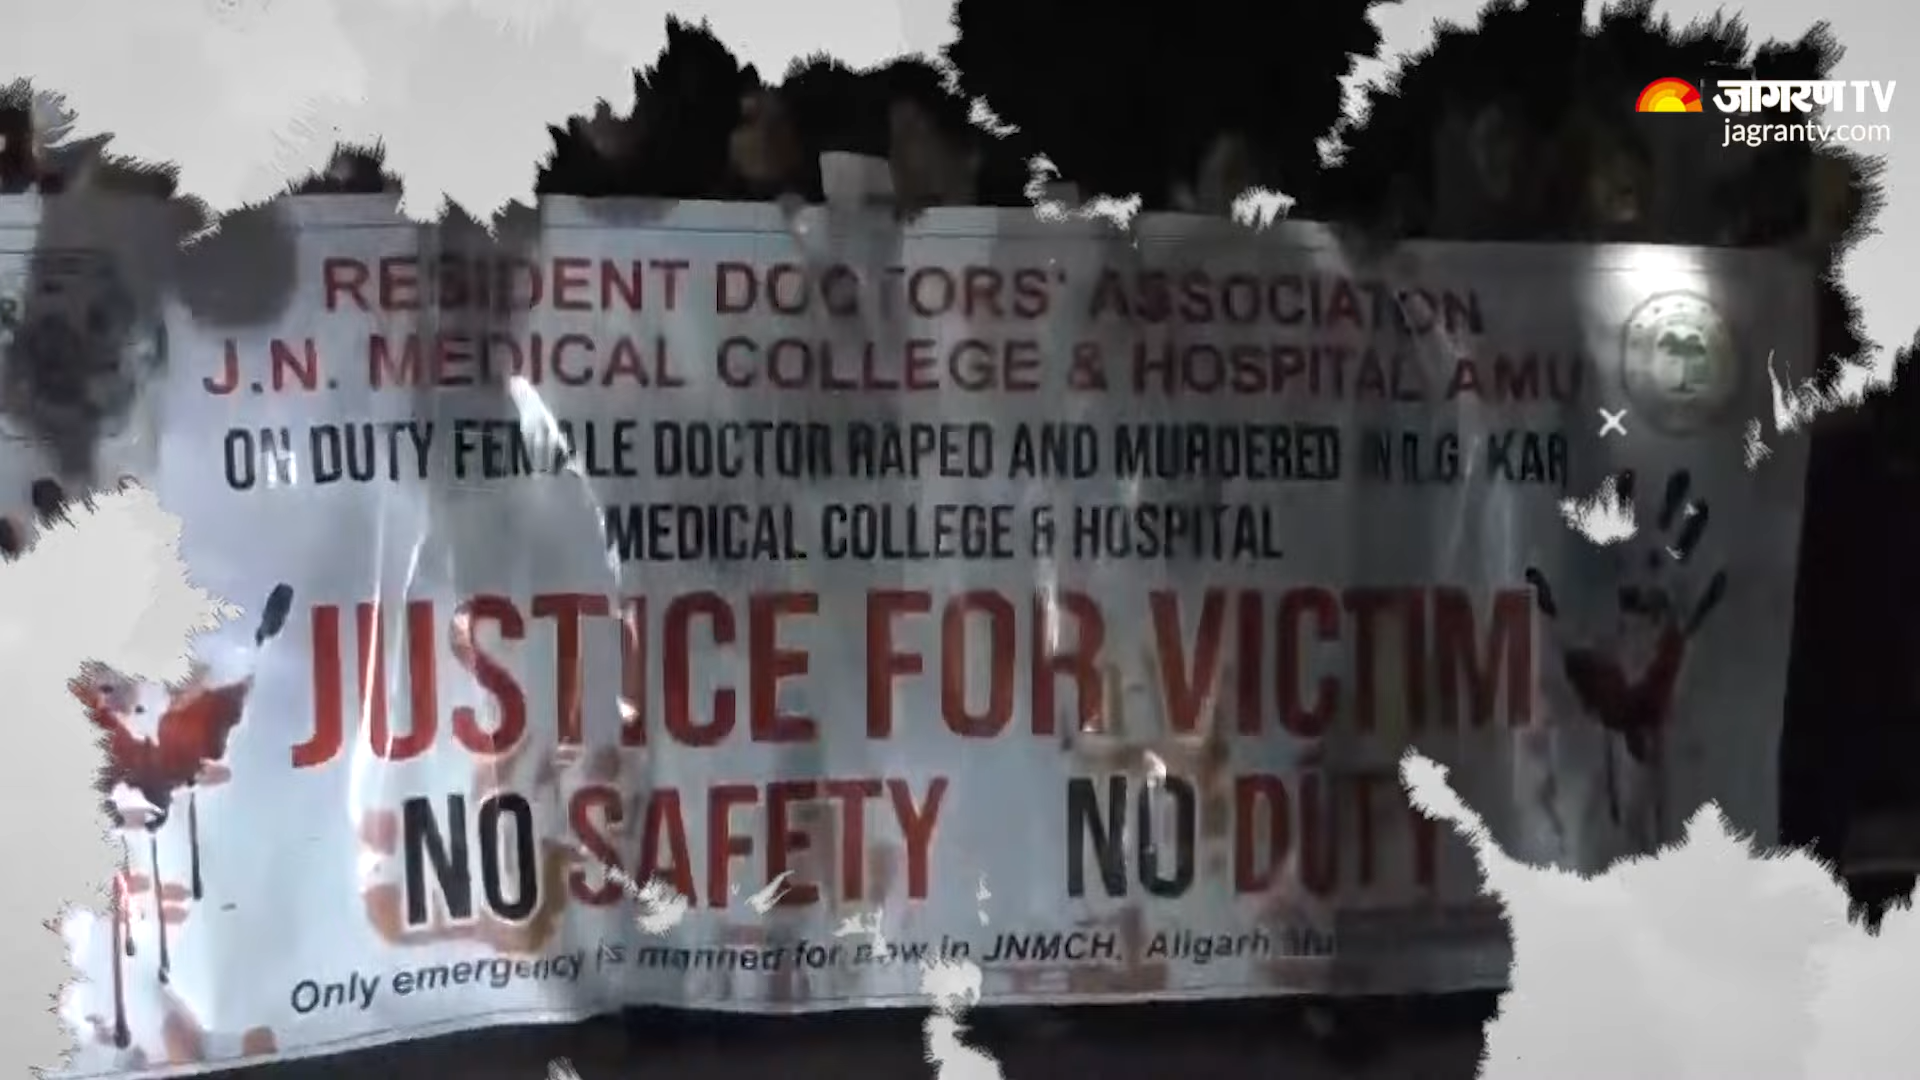 जागरण TV
jagrantv.com
RESIDENT DOCTORS' ASSOCIATION
J.N. MEDICAL COLLEGE & HOSPITAL AMU
ON DUTY FEMALE DOCTOR RAPED AND MURDERED IN R.G. KAR
MEDICAL COLLEGE & HOSPITAL
JUSTICE FOR VICTIM
NO SAFETY NO DUTY
Only emergency is manned for now in JNMCH, Aligarh